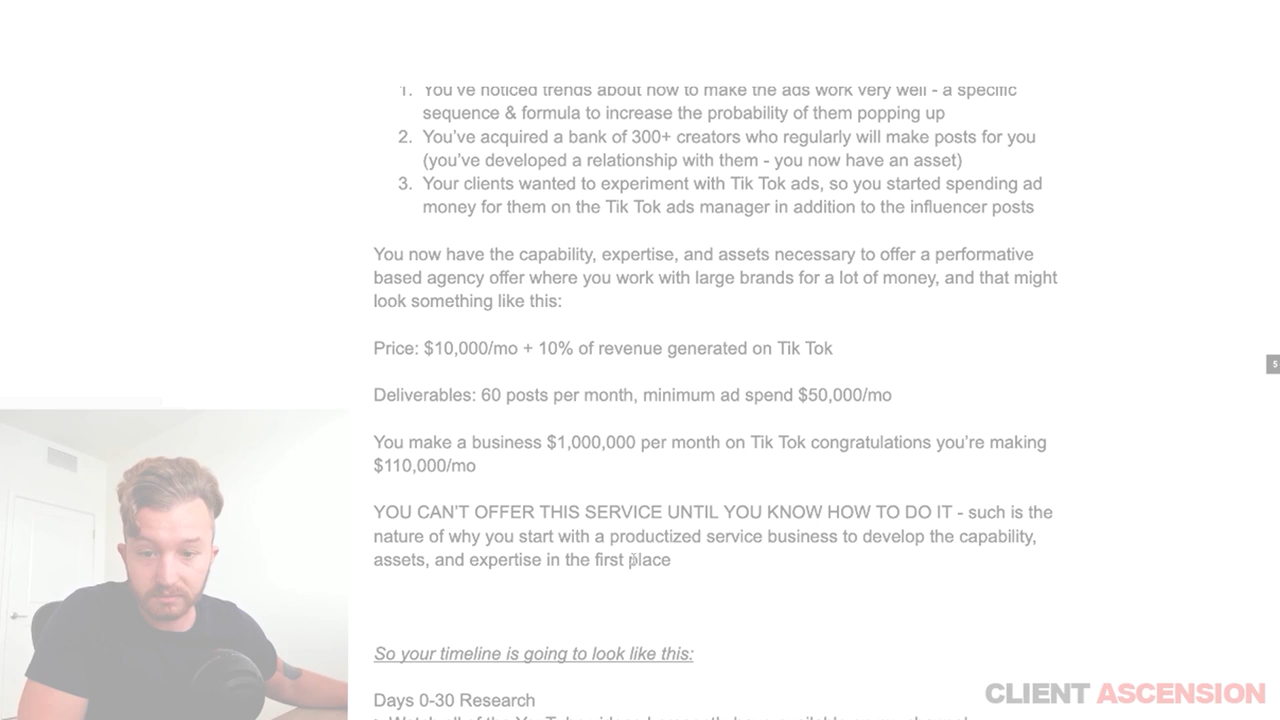 1. You've noticed trends about how to make the ads work very well - a specific
sequence & formula to increase the probability of them popping up
2. You've acquired a bank of 300+ creators who regularly will make posts for you
(you've developed a relationship with them - you now have an asset)
3. Your clients wanted to experiment with Tik Tok ads, so you started spending ad
money for them on the Tik Tok ads manager in addition to the influencer posts
You now have the capability, expertise, and assets necessary to offer a performative
based agency offer where you work with large brands for a lot of money, and that might
look something like this:
Price: $10,000/mo + 10% of revenue generated on Tik Tok
Deliverables: 60 posts per month, minimum ad spend $50,000/mo
You make a business $1,000,000 per month on Tik Tok congratulations you're making
$110,000/mo
YOU CAN'T OFFER THIS SERVICE UNTIL YOU KNOW HOW TO DO IT - such is the
nature of why you start with a productized service business to develop the capability,
assets, and expertise in the first place
So your timeline is going to look like this:
Days 0-30 Research
5
CLIENT ASCENSION